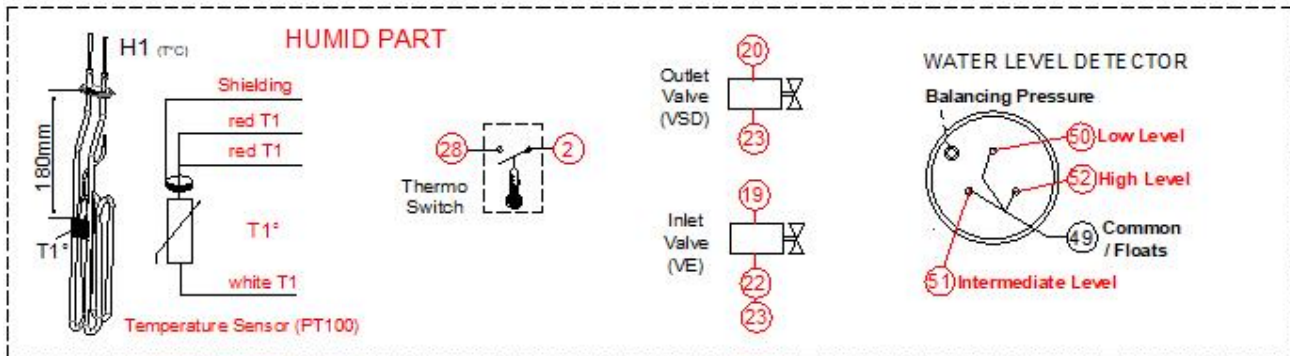 HUMID PART
H1 (T°C)
180mm
T1°
Shielding
red T1
red T1
T1°
white T1
Temperature Sensor (PT100)
28
2
Thermo
Switch
20
Outlet
Valve
(VSD)
23
19
Inlet
Valve
(VE)
22
23
WATER LEVEL DETECTOR
Balancing Pressure
50 Low Level
52 High Level
49 Common
/ Floats
51 Intermediate Level